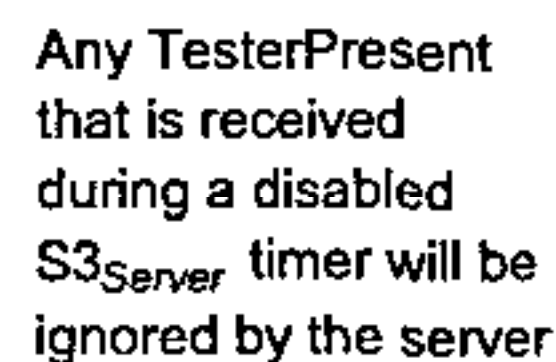 Any TesterPresent
that is received
during a disabled
S3Server timer will be
ignored by the server